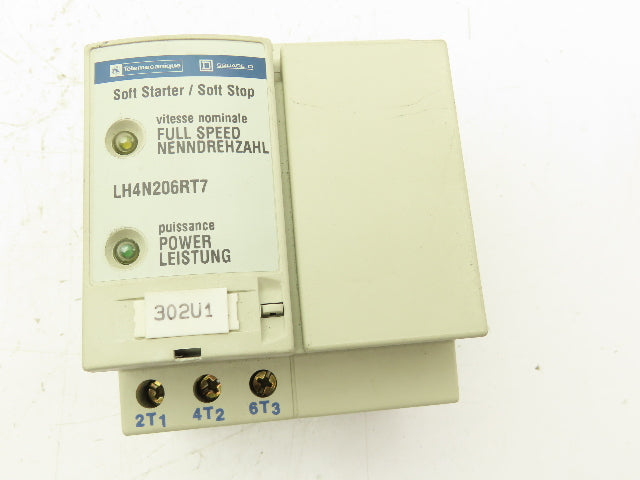 Telemecanique SQUARE D
Soft Starter / Soft Stop
vitesse nominale
FULL SPEED
NENNDREHZAHL
LH4N206RT7
puissance
POWER
LEISTUNG
302U1
2T1 4T2 6T3